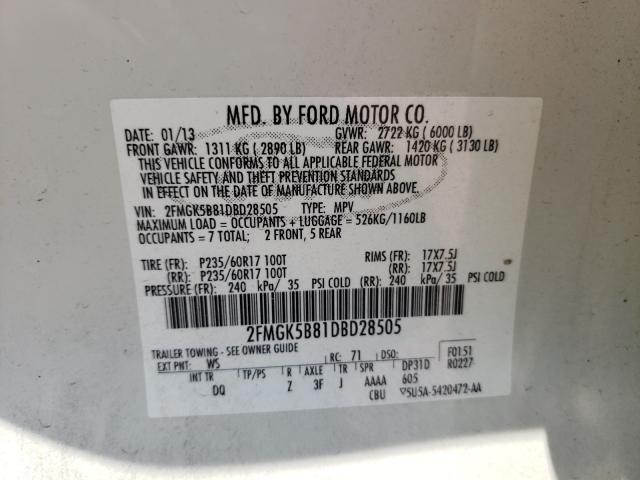 MFD. BY FORD MOTOR CO.
DATE: 01/13 GVWR: 2722 KG ( 6000 LB)
FRONT GAWR: 1311 KG ( 2890 LB) REAR GAWR: 1420 KG ( 3130 LB)
THIS VEHICLE CONFORMS TO ALL APPLICABLE FEDERAL MOTOR
VEHICLE SAFETY AND THEFT PREVENTION STANDARDS
IN EFFECT ON THE DATE OF MANUFACTURE SHOWN ABOVE.
VIN: 2FMGK5B81DBD28505 TYPE: MPV
MAXIMUM LOAD = OCCUPANTS + LUGGAGE = 526KG/1160LB
OCCUPANTS = 7 TOTAL; 2 FRONT, 5 REAR
TIRE (FR): P235/60R17 100T RIMS (FR): 17X7.5J
(RR): P235/60R17 100T (RR): 17X7.5J
PRESSURE (FR): 240 kPa/ 35 PSI COLD (RR): 240 kPa/ 35 PSI COLD
2FMGK5B81DBD28505
TRAILER TOWING - SEE OWNER GUIDE
EXT PNT: WS RC: 71 DSO: F0151
INT TR TP/PS R AXLE TR SPR DP31D R0227
DQ Z 3F J AAAA 605
CBU ▽5U5A-5420472-AA